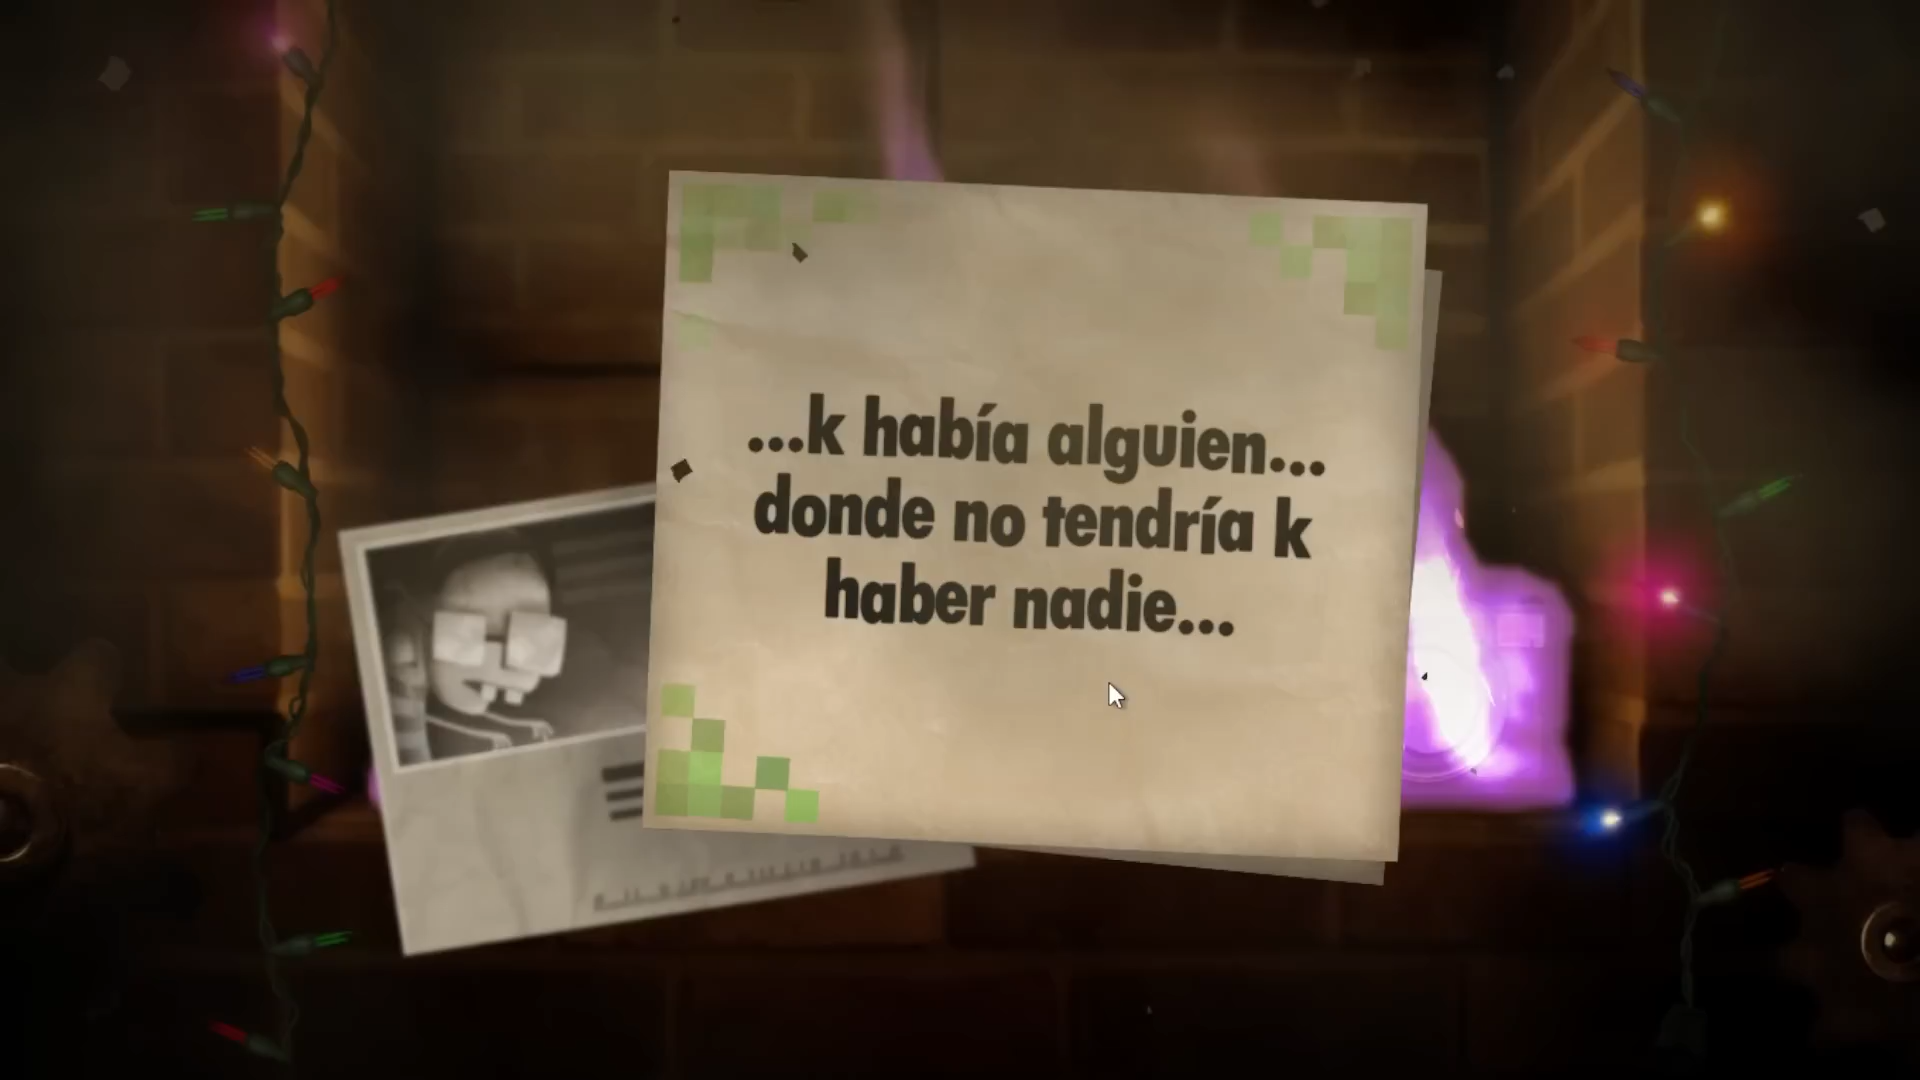 ...k había alguien...
donde no tendría k
haber nadie...